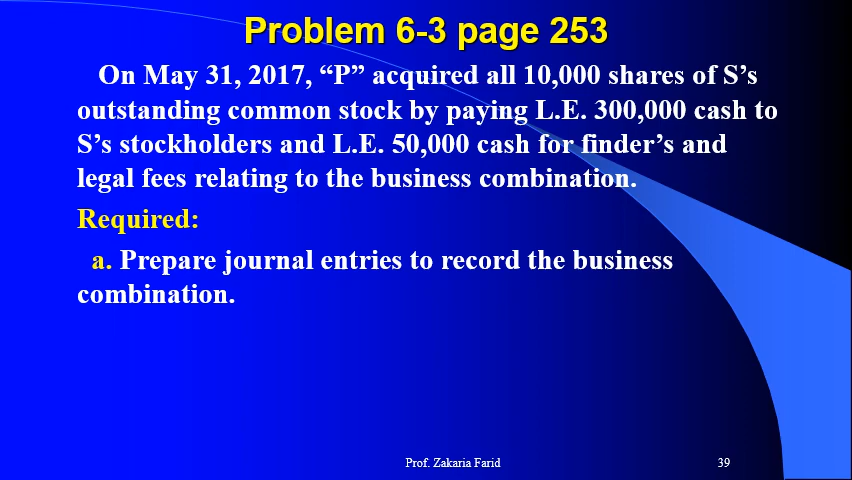 Problem 6-3 page 253
On May 31, 2017, “P” acquired all 10,000 shares of S’s
outstanding common stock by paying L.E. 300,000 cash to
S’s stockholders and L.E. 50,000 cash for finder’s and
legal fees relating to the business combination.
Required:
a. Prepare journal entries to record the business
combination.
Prof. Zakaria Farid
39